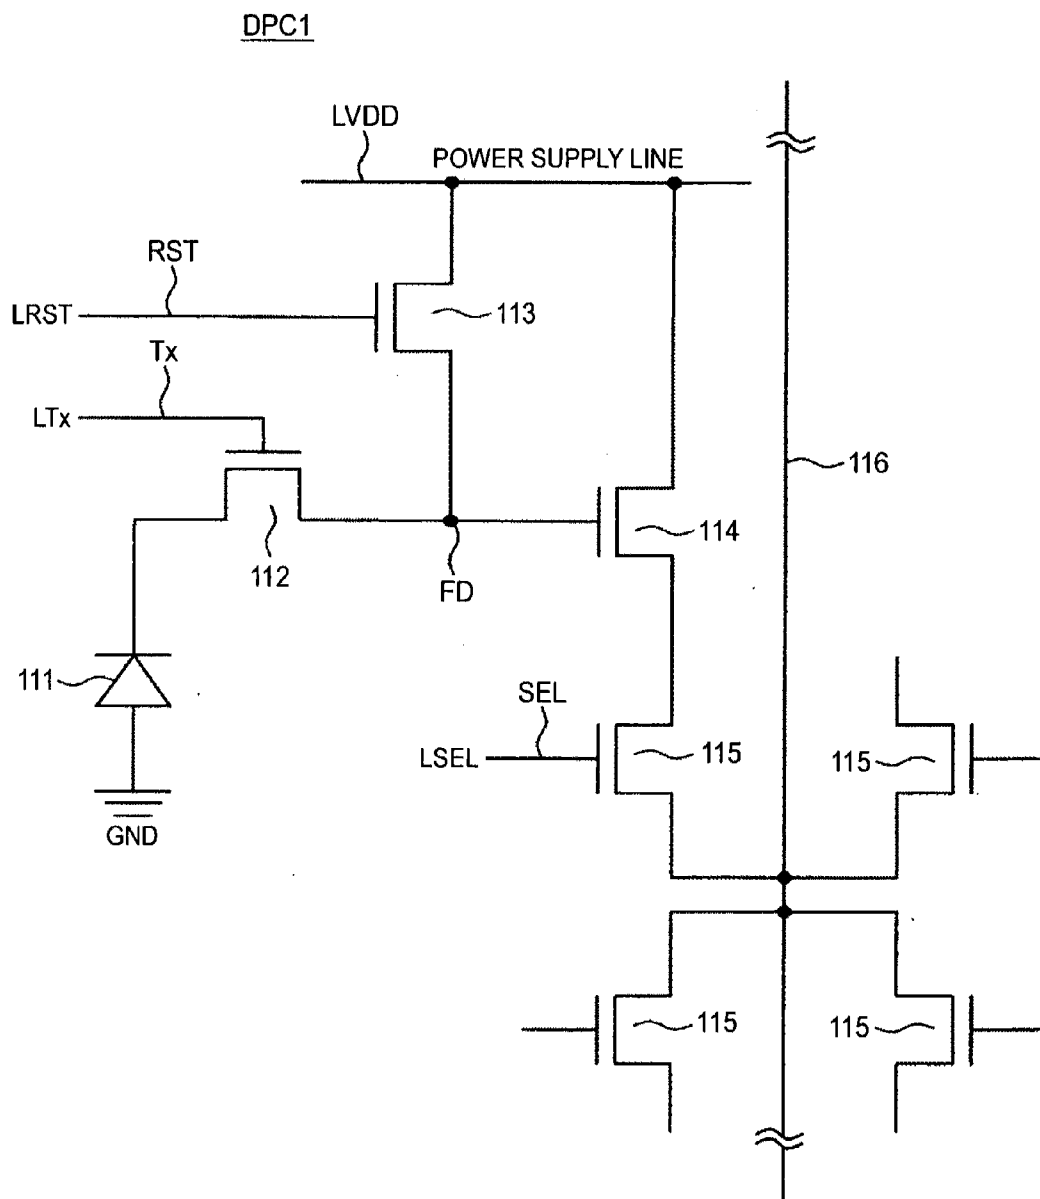 DPC1
LVDD
POWER SUPPLY LINE
RST
LRST
113
Tx
LTx
116
114
112
FD
111
SEL
LSEL
115
115
GND
115
115